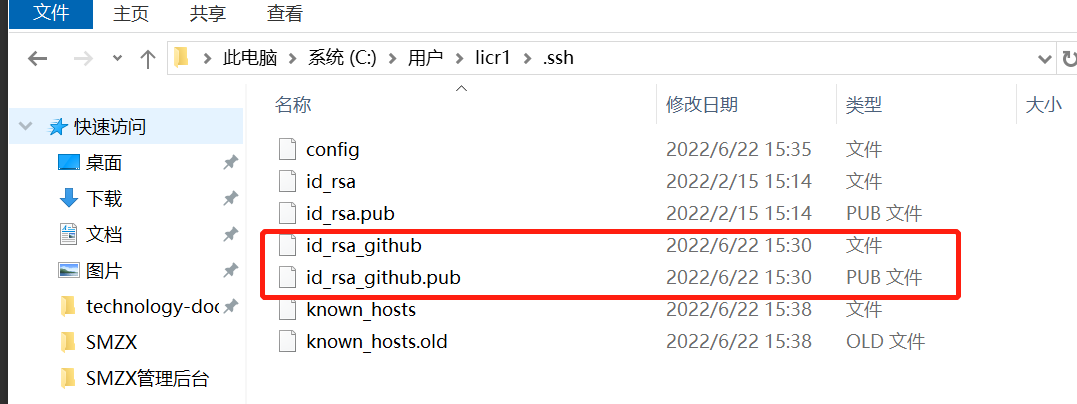 文件 主页 共享 查看
此电脑 系统 (C:) 用户 licr1 .ssh
名称 修改日期 类型 大小
快速访问
桌面
下载
文档
图片
technology-doc
SMZX
SMZX管理后台
config 2022/6/22 15:35 文件
id_rsa 2022/2/15 15:14 文件
id_rsa.pub 2022/2/15 15:14 PUB 文件
id_rsa_github 2022/6/22 15:30 文件
id_rsa_github.pub 2022/6/22 15:30 PUB 文件
known_hosts 2022/6/22 15:38 文件
known_hosts.old 2022/6/22 15:38 OLD 文件